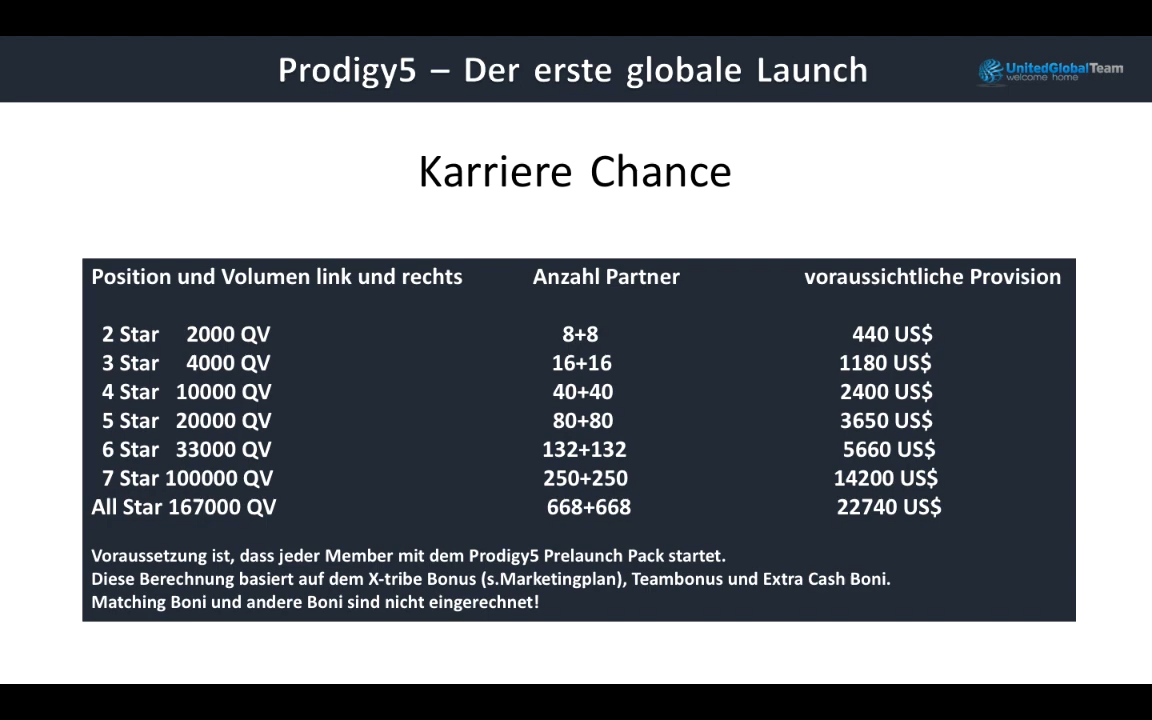 Prodigy5 – Der erste globale Launch
UnitedGlobalTeam
welcome home
Karriere Chance
Position und Volumen link und rechts Anzahl Partner voraussichtliche Provision
2 Star 2000 QV 8+8 440 US$
3 Star 4000 QV 16+16 1180 US$
4 Star 10000 QV 40+40 2400 US$
5 Star 20000 QV 80+80 3650 US$
6 Star 33000 QV 132+132 5660 US$
7 Star 100000 QV 250+250 14200 US$
All Star 167000 QV 668+668 22740 US$
Voraussetzung ist, dass jeder Member mit dem Prodigy5 Prelaunch Pack startet.
Diese Berechnung basiert auf dem X-tribe Bonus (s.Marketingplan), Teambonus und Extra Cash Boni.
Matching Boni und andere Boni sind nicht eingerechnet!